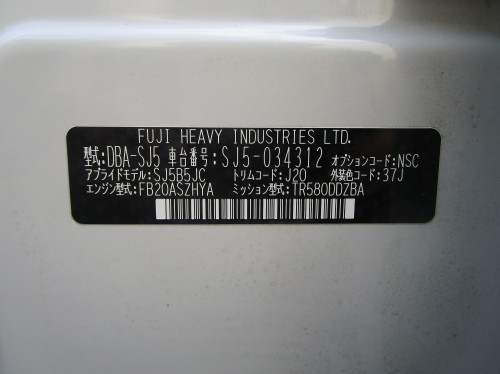 FUJI HEAVY INDUSTRIES LTD.
型式:DBA-SJ5 車台番号:SJ5-034312 オプションコード:NSC
アプライドモデル:SJ5B5JC トリムコード:J20 外装色コード:37J
エンジン型式:FB20ASZHYA ミッション型式:TR580DDZBA